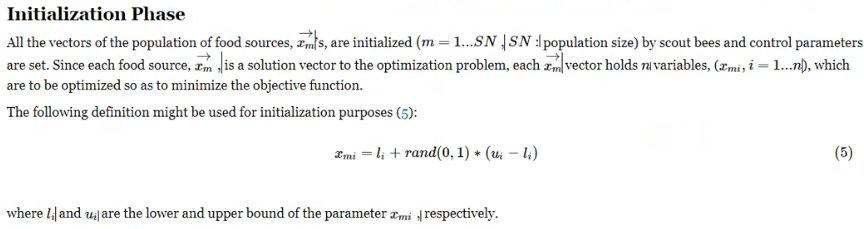 Initialization Phase
All the vectors of the population of food sources, $\vec{x_m}$|'s, are initialized ($m = 1...SN$ ,| $SN$ :| population size) by scout bees and control parameters
are set. Since each food source, $\vec{x_m}$ ,| is a solution vector to the optimization problem, each $\vec{x_m}$| vector holds $n$| variables, ($x_{mi}, i = 1...n$|), which
are to be optimized so as to minimize the objective function.
The following definition might be used for initialization purposes (5):
$x_{mi} = l_i + rand(0, 1) * (u_i - l_i)$ (5)
where $l_i$| and $u_i$| are the lower and upper bound of the parameter $x_{mi}$ ,| respectively.